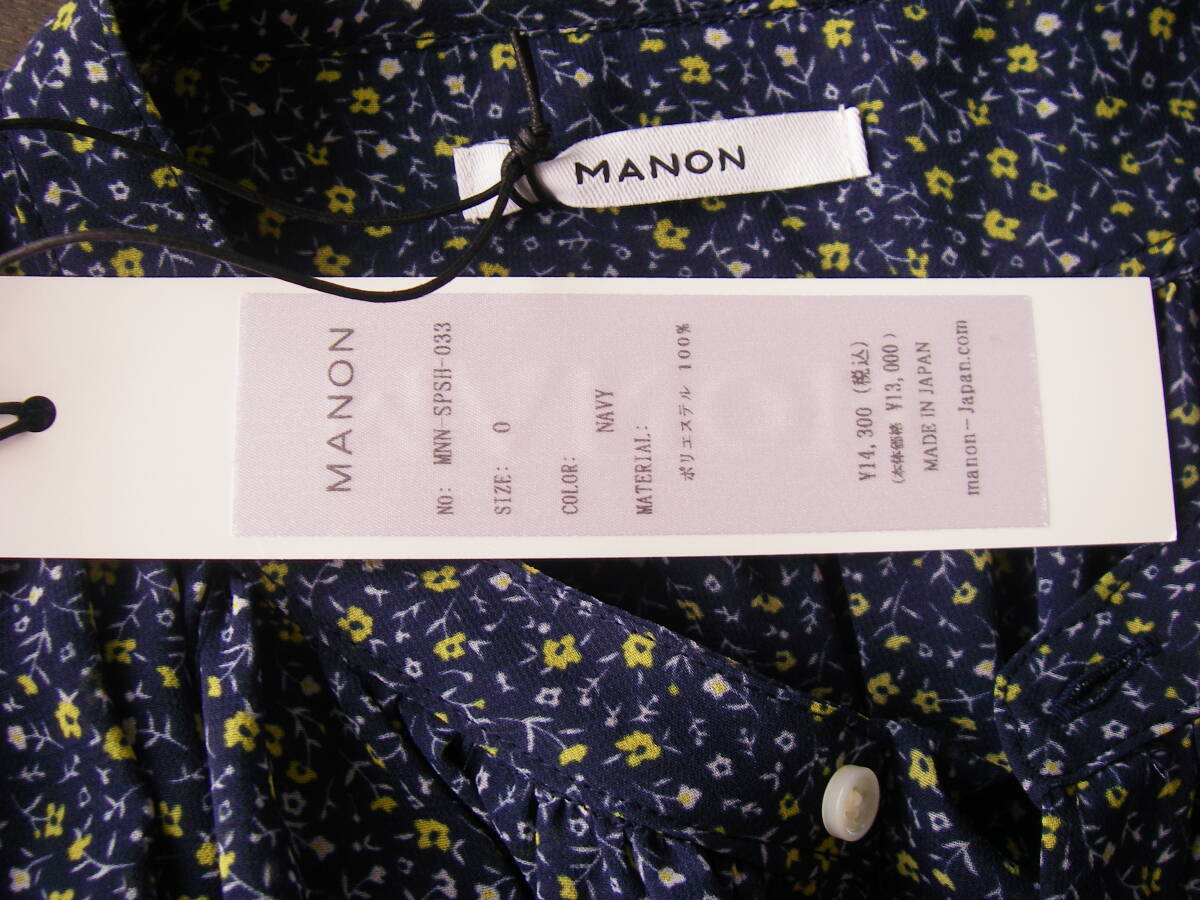 MANON
MANON
NO: MNN-SPSH-033
SIZE: 0
COLOR:
NAVY
MATERIAL:
ポリエステル 100%
¥14,300 (税込)
(本体価格 ¥13,000)
MADE IN JAPAN
manon-Japan.com